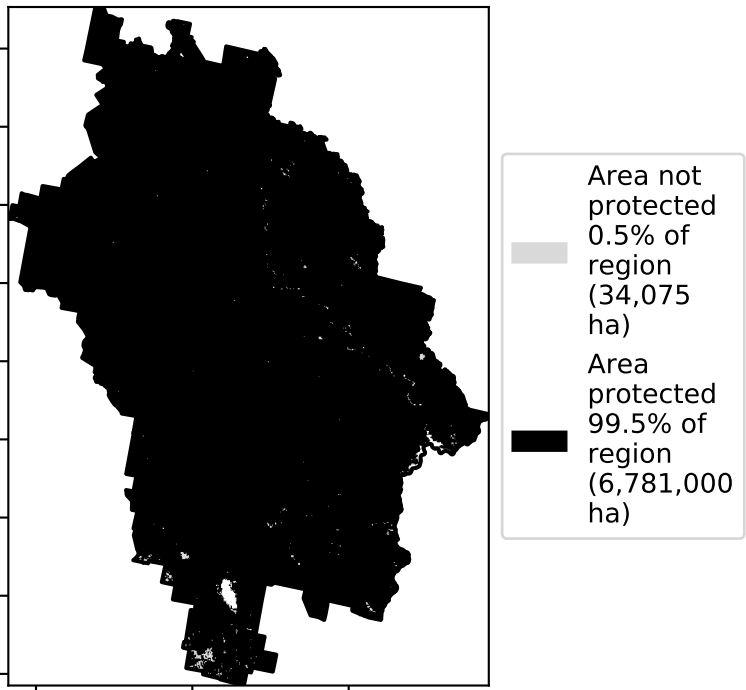 Area not
protected
0.5% of
region
(34,075
ha)
Area
protected
99.5% of
region
(6,781,000
ha)